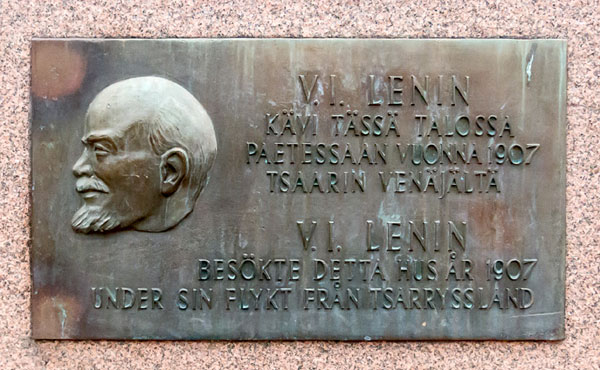 V. I. LENIN
KÄVI TÄSSÄ TALOSSA
PAETESSAAN VUONNA 1907
TSAARIN VENÄJÄLTÄ
V. I. LENIN
BESÖKTE DETTA HUS ÅR 1907
UNDER SIN FLYKT FRÅN TSARRYSSLAND